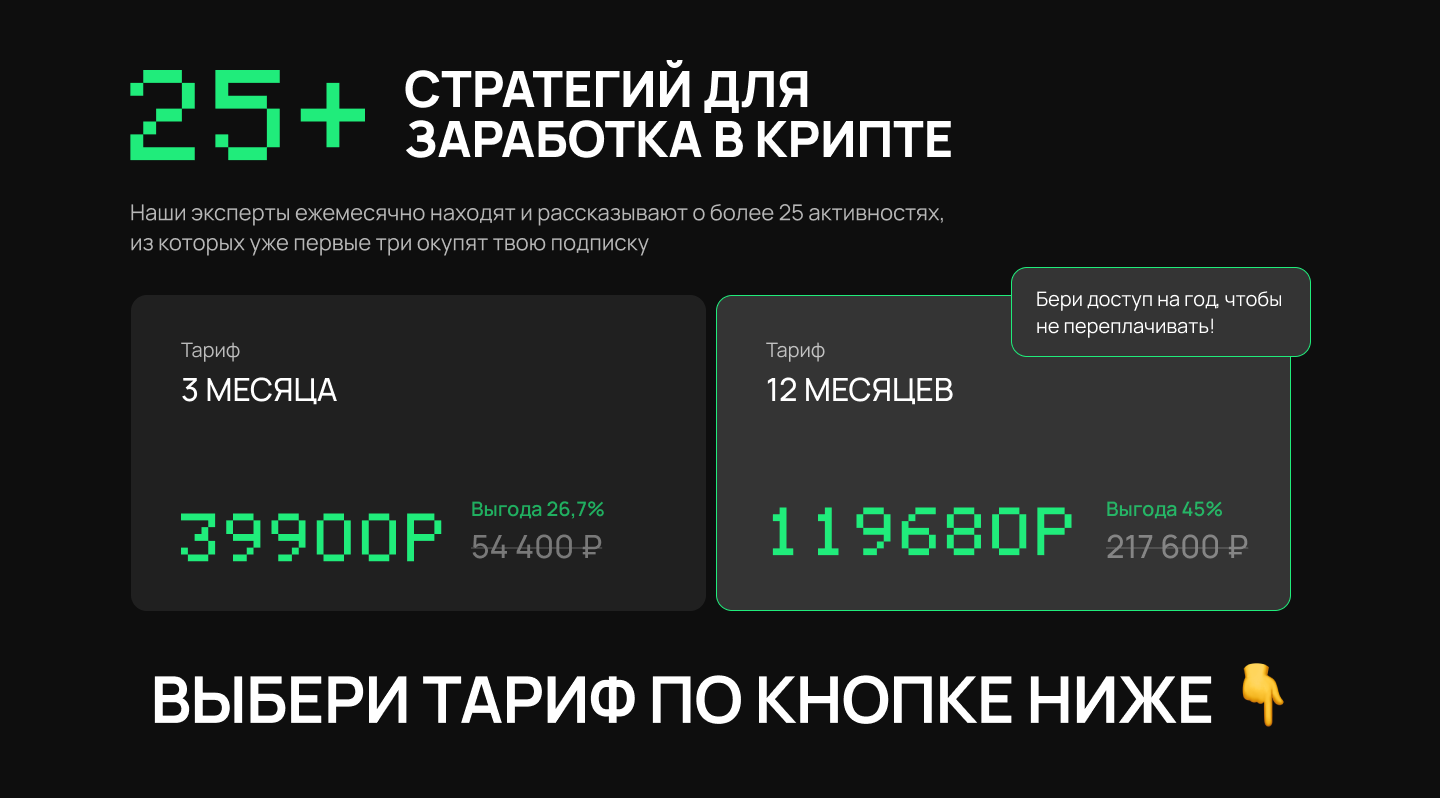 25+
СТРАТЕГИЙ ДЛЯ
ЗАРАБОТКА В КРИПТЕ
Наши эксперты ежемесячно находят и рассказывают о более 25 активностях,
из которых уже первые три окупят твою подписку
Тариф
3 МЕСЯЦА
39900Р
Выгода 26,7%
54 400 ₽
Бери доступ на год, чтобы
не переплачивать!
Тариф
12 МЕСЯЦЕВ
119680Р
Выгода 45%
217 600 ₽
ВЫБЕРИ ТАРИФ ПО КНОПКЕ НИЖЕ 👇